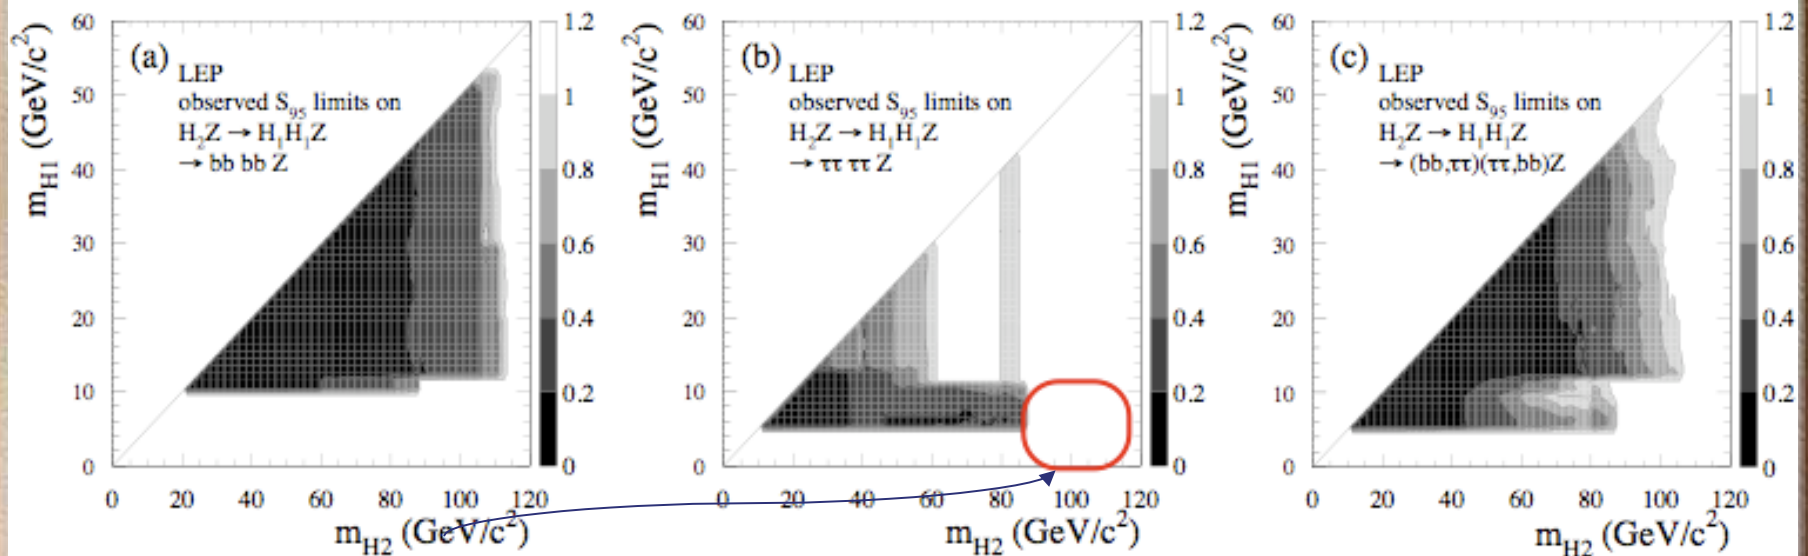 (a) LEP
observed S₉₅ limits on
H₂Z → H₁H₁Z
→ bb bb Z
m_H1 (GeV/c²)
60
50
40
30
20
10
0
0 20 40 60 80 100 120
m_H2 (GeV/c²)
1.2
1
0.8
0.6
0.4
0.2
0
(b) LEP
observed S₉₅ limits on
H₂Z → H₁H₁Z
→ ττ ττ Z
m_H1 (GeV/c²)
60
50
40
30
20
10
0
0 20 40 60 80 100 120
m_H2 (GeV/c²)
1.2
1
0.8
0.6
0.4
0.2
0
(c) LEP
observed S₉₅ limits on
H₂Z → H₁H₁Z
→ (bb,ττ)(ττ,bb)Z
m_H1 (GeV/c²)
60
50
40
30
20
10
0
0 20 40 60 80 100 120
m_H2 (GeV/c²)
1.2
1
0.8
0.6
0.4
0.2
0